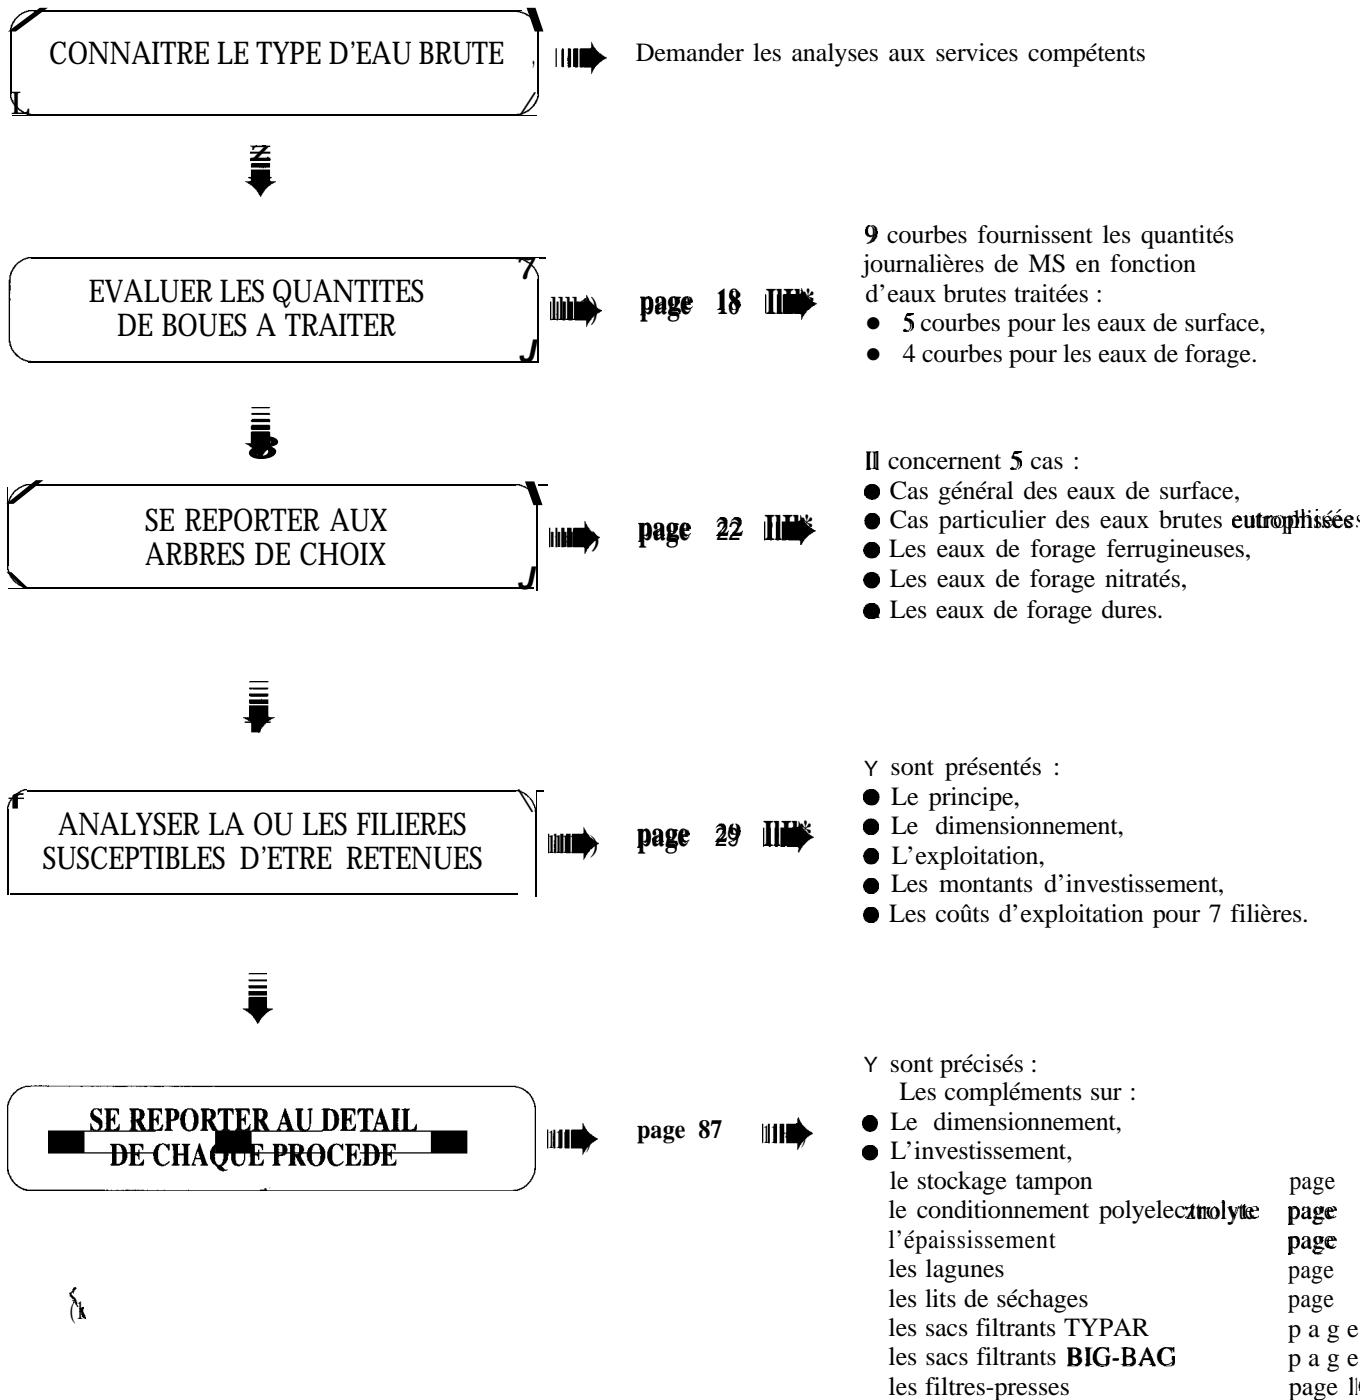 CONNAITRE LE TYPE D'EAU BRUTE
Demander les analyses aux services compétents
EVALUER LES QUANTITES
DE BOUES A TRAITER
page 18
9 courbes fournissent les quantités
journalières de MS en fonction
d'eaux brutes traitées :
● 5 courbes pour les eaux de surface,
● 4 courbes pour les eaux de forage.
SE REPORTER AUX
ARBRES DE CHOIX
page 22
Il concernent 5 cas :
● Cas général des eaux de surface,
● Cas particulier des eaux brutes eutrophisées
● Les eaux de forage ferrugineuses,
● Les eaux de forage nitratés,
● Les eaux de forage dures.
ANALYSER LA OU LES FILIERES
SUSCEPTIBLES D'ETRE RETENUES
page 29
Y sont présentés :
● Le principe,
● Le dimensionnement,
● L'exploitation,
● Les montants d'investissement,
● Les coûts d'exploitation pour 7 filières.
SE REPORTER AU DETAIL
DE CHAQUE PROCEDE
page 87
Y sont précisés :
Les compléments sur :
● Le dimensionnement,
● L'investissement,
le stockage tampon page
le conditionnement polyelectrolyte page
l'épaississement page
les lagunes page
les lits de séchages page
les sacs filtrants TYPAR page
les sacs filtrants BIG-BAG page
les filtres-presses page